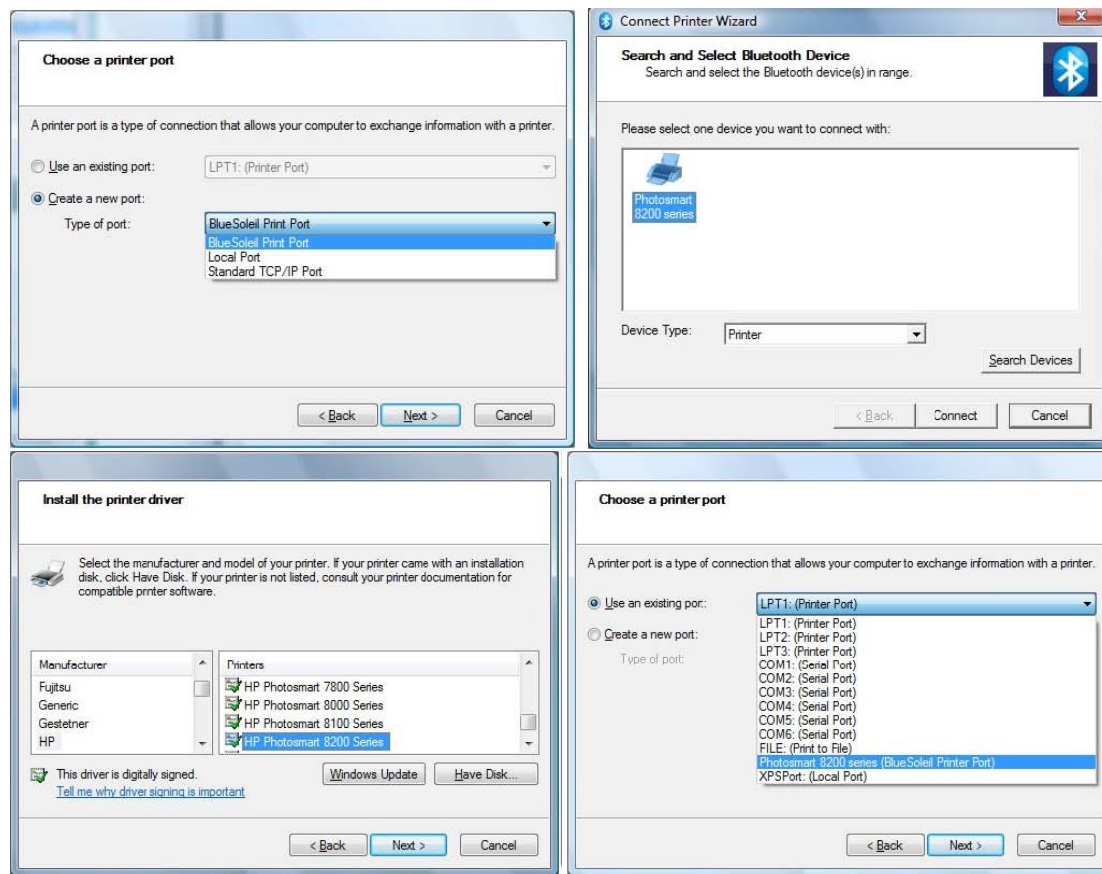 Choose a printer port
A printer port is a type of connection that allows your computer to exchange information with a printer.
Use an existing port:
LPT1: (Printer Port)
Create a new port:
Type of port:
BlueSoleil Print Port
BlueSoleil Print Port
Local Port
Standard TCP/IP Port
< Back
Next >
Cancel
Connect Printer Wizard
Search and Select Bluetooth Device
Search and select the Bluetooth device(s) in range.
Please select one device you want to connect with:
Photosmart
8200 series
Device Type:
Printer
Search Devices
< Back
Connect
Cancel
Install the printer driver
Select the manufacturer and model of your printer. If your printer came with an installation
disk, click Have Disk. If your printer is not listed, consult your printer documentation for
compatible printer software.
Manufacturer
Fujitsu
Generic
Gestetner
HP
Printers
HP Photosmart 7800 Series
HP Photosmart 8000 Series
HP Photosmart 8100 Series
HP Photosmart 8200 Series
This driver is digitally signed.
Tell me why driver signing is important
Windows Update
Have Disk...
< Back
Next >
Cancel
Choose a printer port
A printer port is a type of connection that allows your computer to exchange information with a printer.
Use an existing port:
LPT1: (Printer Port)
Create a new port:
Type of port:
LPT1: (Printer Port)
LPT2: (Printer Port)
LPT3: (Printer Port)
COM1: (Serial Port)
COM2: (Serial Port)
COM3: (Serial Port)
COM4: (Serial Port)
COM5: (Serial Port)
COM6: (Serial Port)
FILE: (Print to File)
Photosmart 8200 series (BlueSoleil Printer Port)
XPSPort: (Local Port)
< Back
Next >
Cancel